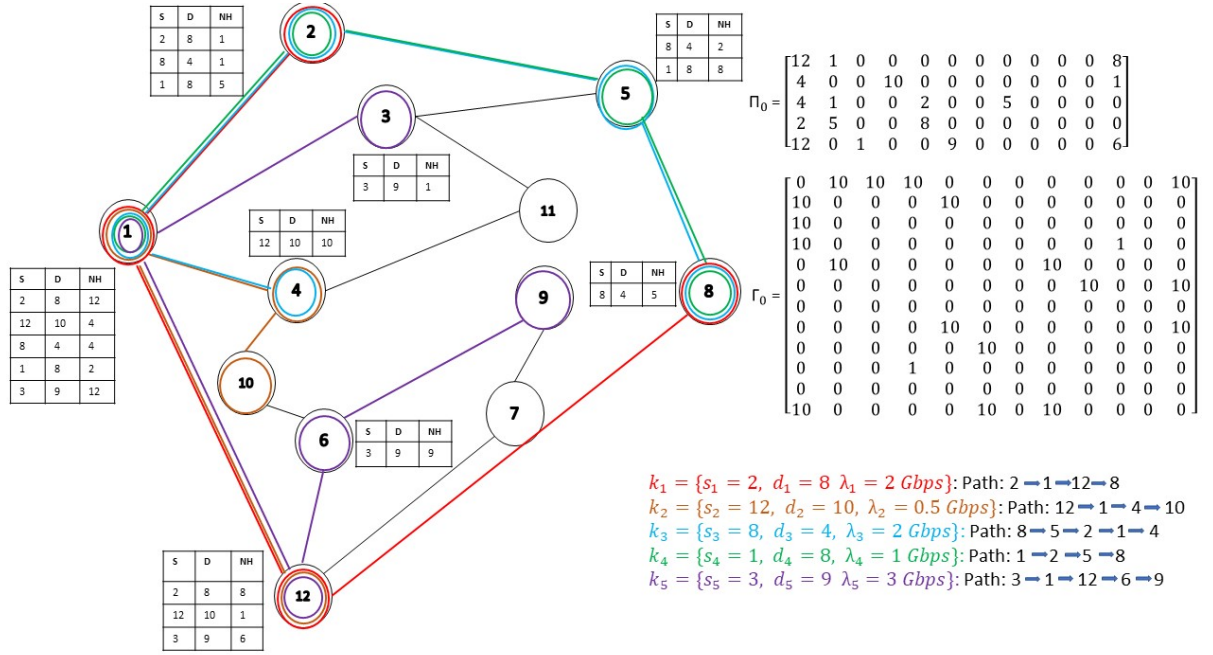 S D NH
2 8 1
8 4 1
1 8 5
2
S D NH
8 4 2
1 8 8
5
3
S D NH
3 9 1
11
1
S D NH
12 10 10
4
S D NH
2 8 12
12 10 4
8 4 4
1 8 2
3 9 12
9
S D NH
8 4 5
8
10
7
6
S D NH
3 9 9
S D NH
2 8 8
12 10 1
3 9 6
12
Π₀ =
12 1 0 0 0 0 0 0 0 0 0 8
4 0 0 10 0 0 0 0 0 0 0 1
4 1 0 0 2 0 0 5 0 0 0 0
2 5 0 0 8 0 0 0 0 0 0 0
12 0 1 0 0 9 0 0 0 0 0 6
Γ₀ =
0 10 10 10 0 0 0 0 0 0 0 10
10 0 0 0 10 0 0 0 0 0 0 0
10 0 0 0 0 0 0 0 0 0 0 0
10 0 0 0 0 0 0 0 0 1 0 0
0 10 0 0 0 0 0 10 0 0 0 0
0 0 0 0 0 0 0 0 10 0 0 10
0 0 0 0 0 0 0 0 0 0 0 0
0 0 0 0 10 0 0 0 0 0 0 10
0 0 0 0 0 10 0 0 0 0 0 0
0 0 0 1 0 0 0 0 0 0 0 0
0 0 0 0 0 0 0 0 0 0 0 0
10 0 0 0 0 10 0 10 0 0 0 0
k₁ = {s₁ = 2, d₁ = 8 λ₁ = 2 Gbps}: Path: 2 → 1 → 12 → 8
k₂ = {s₂ = 12, d₂ = 10, λ₂ = 0.5 Gbps}: Path: 12 → 1 → 4 → 10
k₃ = {s₃ = 8, d₃ = 4, λ₃ = 2 Gbps}: Path: 8 → 5 → 2 → 1 → 4
k₄ = {s₄ = 1, d₄ = 8, λ₄ = 1 Gbps}: Path: 1 → 2 → 5 → 8
k₅ = {s₅ = 3, d₅ = 9 λ₅ = 3 Gbps}: Path: 3 → 1 → 12 → 6 → 9